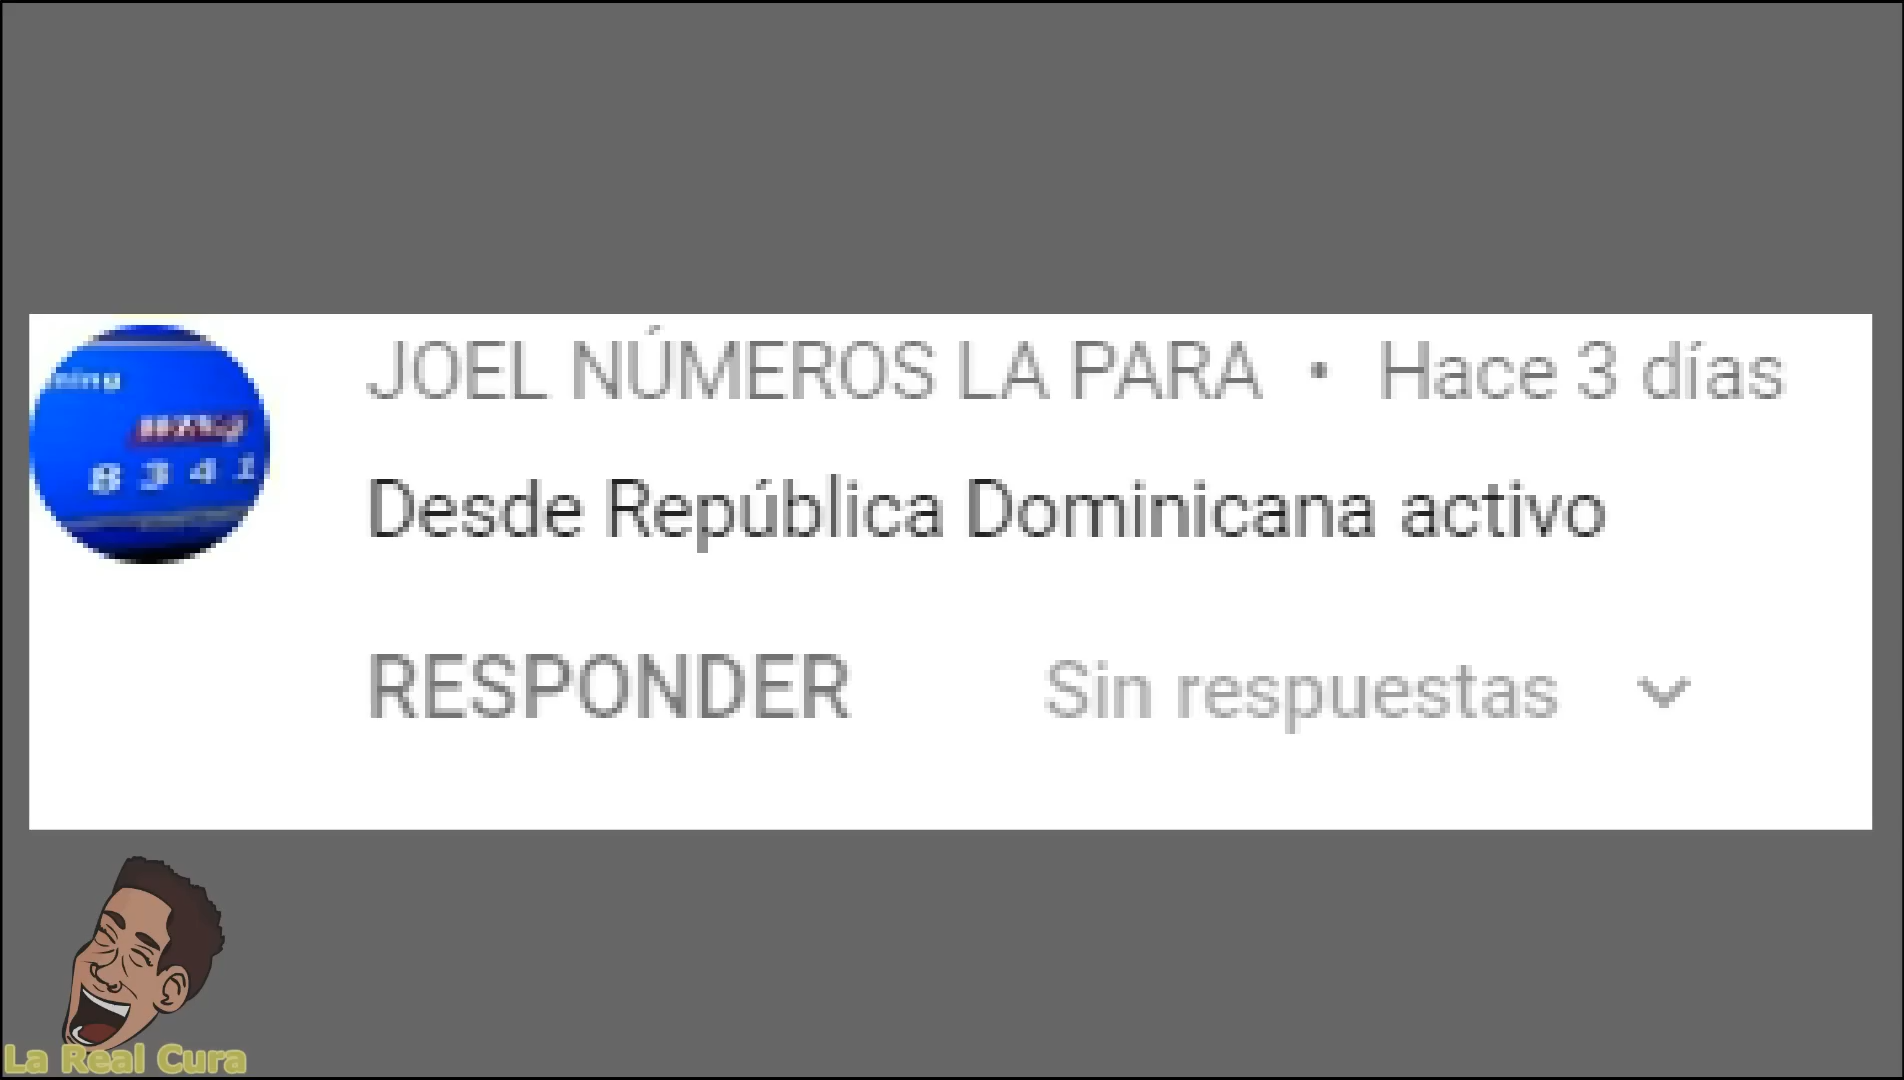 JOEL NÚMEROS LA PARA • Hace 3 días
8 3 4 1
Desde República Dominicana activo
RESPONDER Sin respuestas
La Real Cura